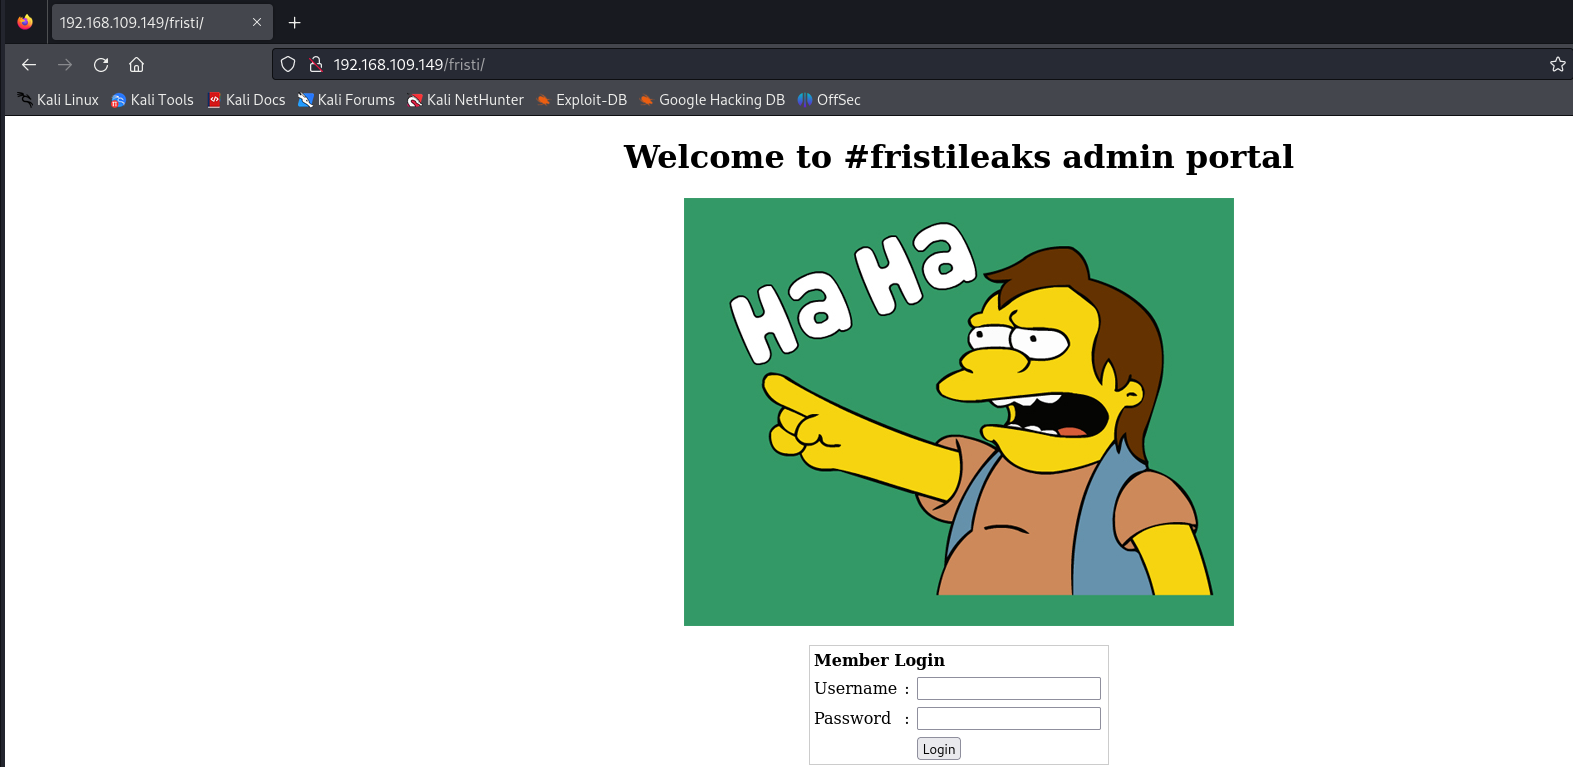 192.168.109.149/fristi/
192.168.109.149/fristi/
Kali Linux Kali Tools Kali Docs Kali Forums Kali NetHunter Exploit-DB Google Hacking DB OffSec
Welcome to #fristileaks admin portal
Ha Ha
Member Login
Username :
Password :
Login